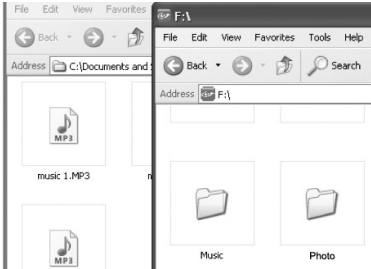 File Edit View Favorites
Back
Address C:\Documents and S
MP3
music 1.MP3
MP3
F:\
File Edit View Favorites Tools Help
Back Search
Address F:\
Music Photo